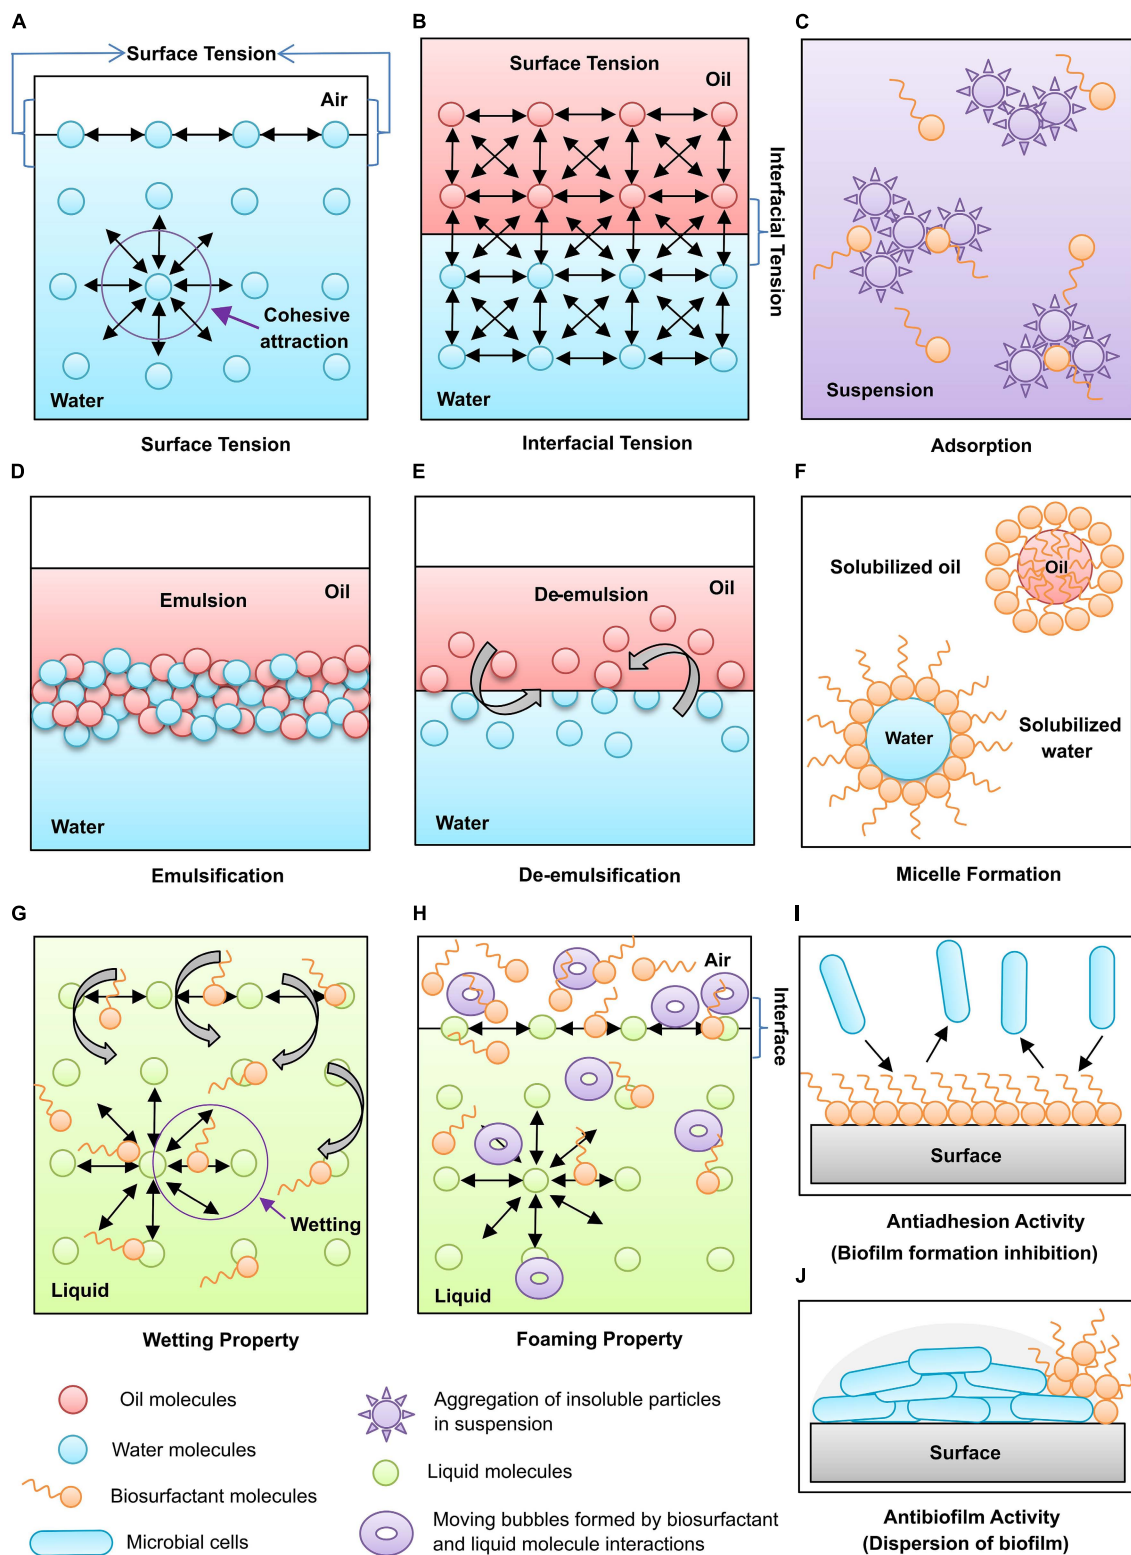 A
Surface Tension
Air
Cohesive
attraction
Water
Surface Tension
B
Surface Tension
Oil
Interfacial Tension
Water
Interfacial Tension
C
Suspension
Adsorption
D
Emulsion
Oil
Water
Emulsification
E
De-emulsion
Oil
Water
De-emulsification
F
Solubilized oil
Oil
Water
Solubilized
water
Micelle Formation
G
Wetting
Liquid
Wetting Property
H
Air
Interface
Liquid
Foaming Property
I
Surface
Antiadhesion Activity
(Biofilm formation inhibition)
J
Surface
Antibiofilm Activity
(Dispersion of biofilm)
Oil molecules
Water molecules
Biosurfactant molecules
Microbial cells
Aggregation of insoluble particles
in suspension
Liquid molecules
Moving bubbles formed by biosurfactant
and liquid molecule interactions